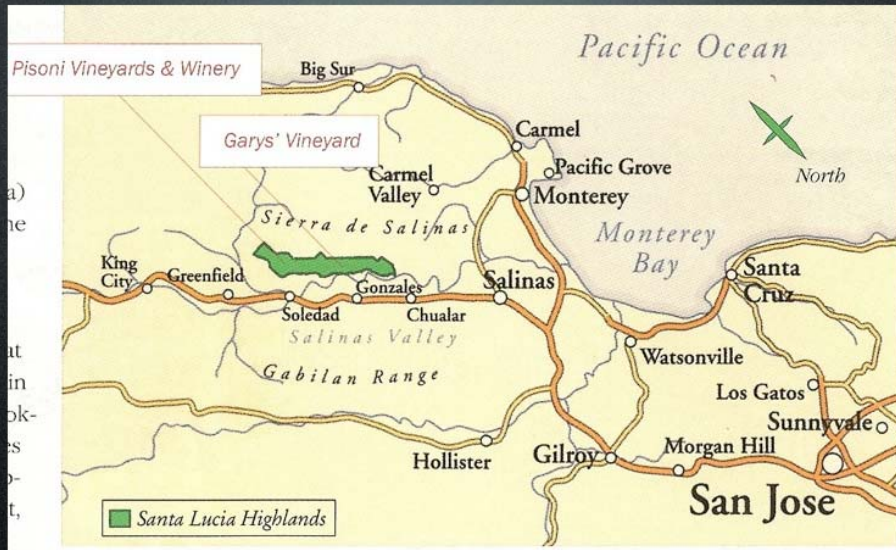 Pacific Ocean
Pisoni Vineyards & Winery
Big Sur
Garys' Vineyard
Carmel
Pacific Grove
Carmel
Valley
Monterey
North
Sierra de Salinas
Monterey
Bay
King
City
Greenfield
Soledad
Gonzales
Chualar
Salinas
Santa
Cruz
Salinas Valley
Gabilan Range
Watsonville
Los Gatos
Sunnyvale
Hollister
Gilroy
Morgan Hill
San Jose
Santa Lucia Highlands
at
in